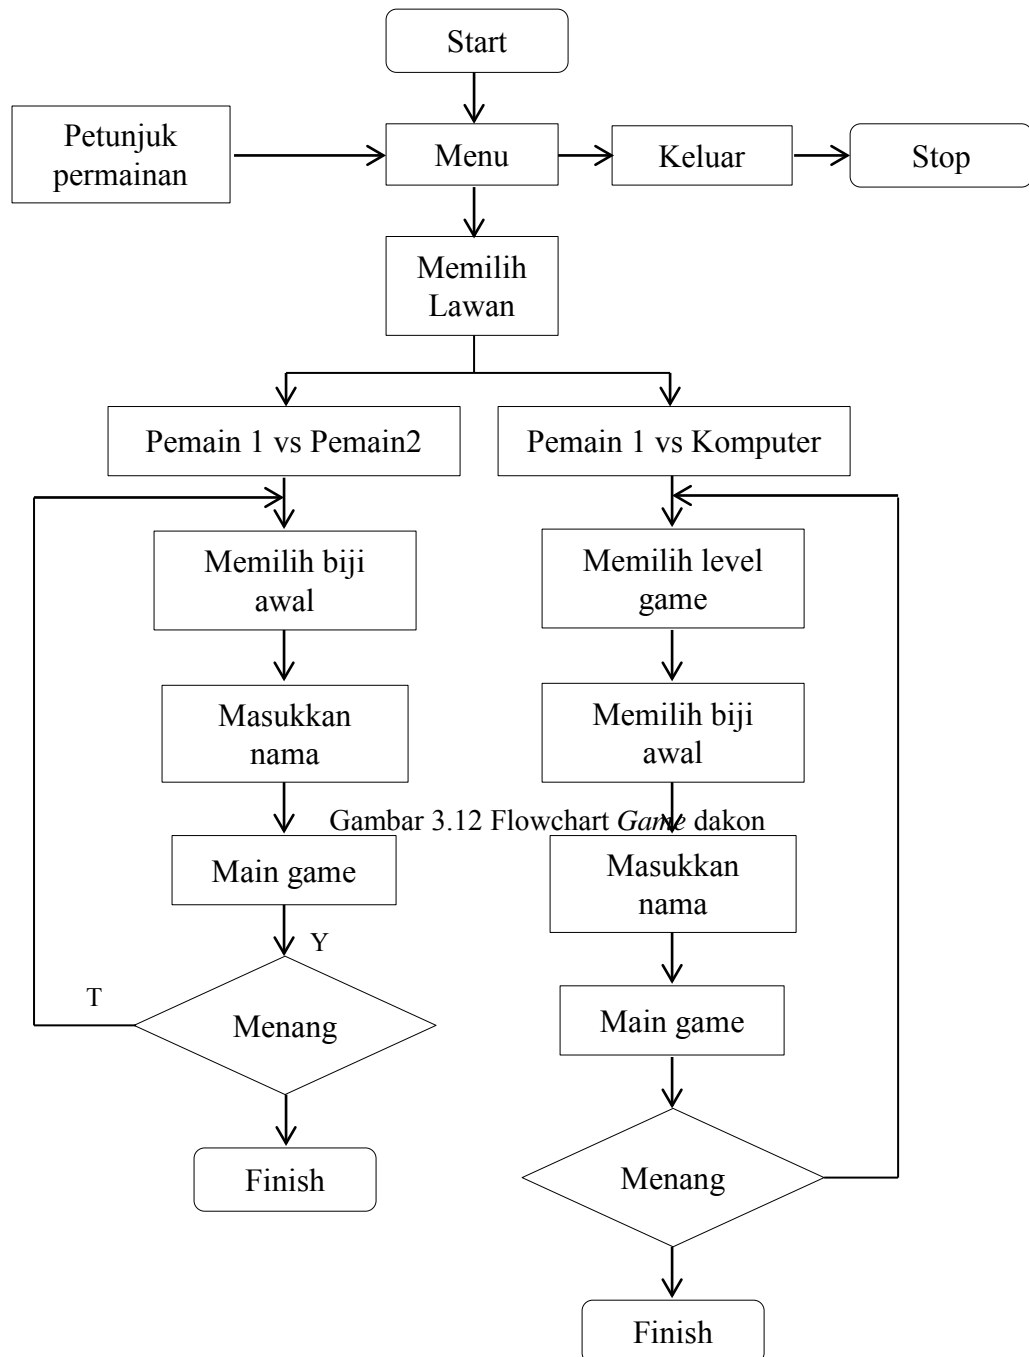 Start
Petunjuk
permainan
Menu
Keluar
Stop
Memilih
Lawan
Pemain 1 vs Pemain2
Pemain 1 vs Komputer
Memilih biji
awal
Memilih level
game
Masukkan
nama
Memilih biji
awal
Gambar 3.12 Flowchart Game dakon
Main game
Masukkan
nama
Y
T
Menang
Main game
Finish
Menang
Finish